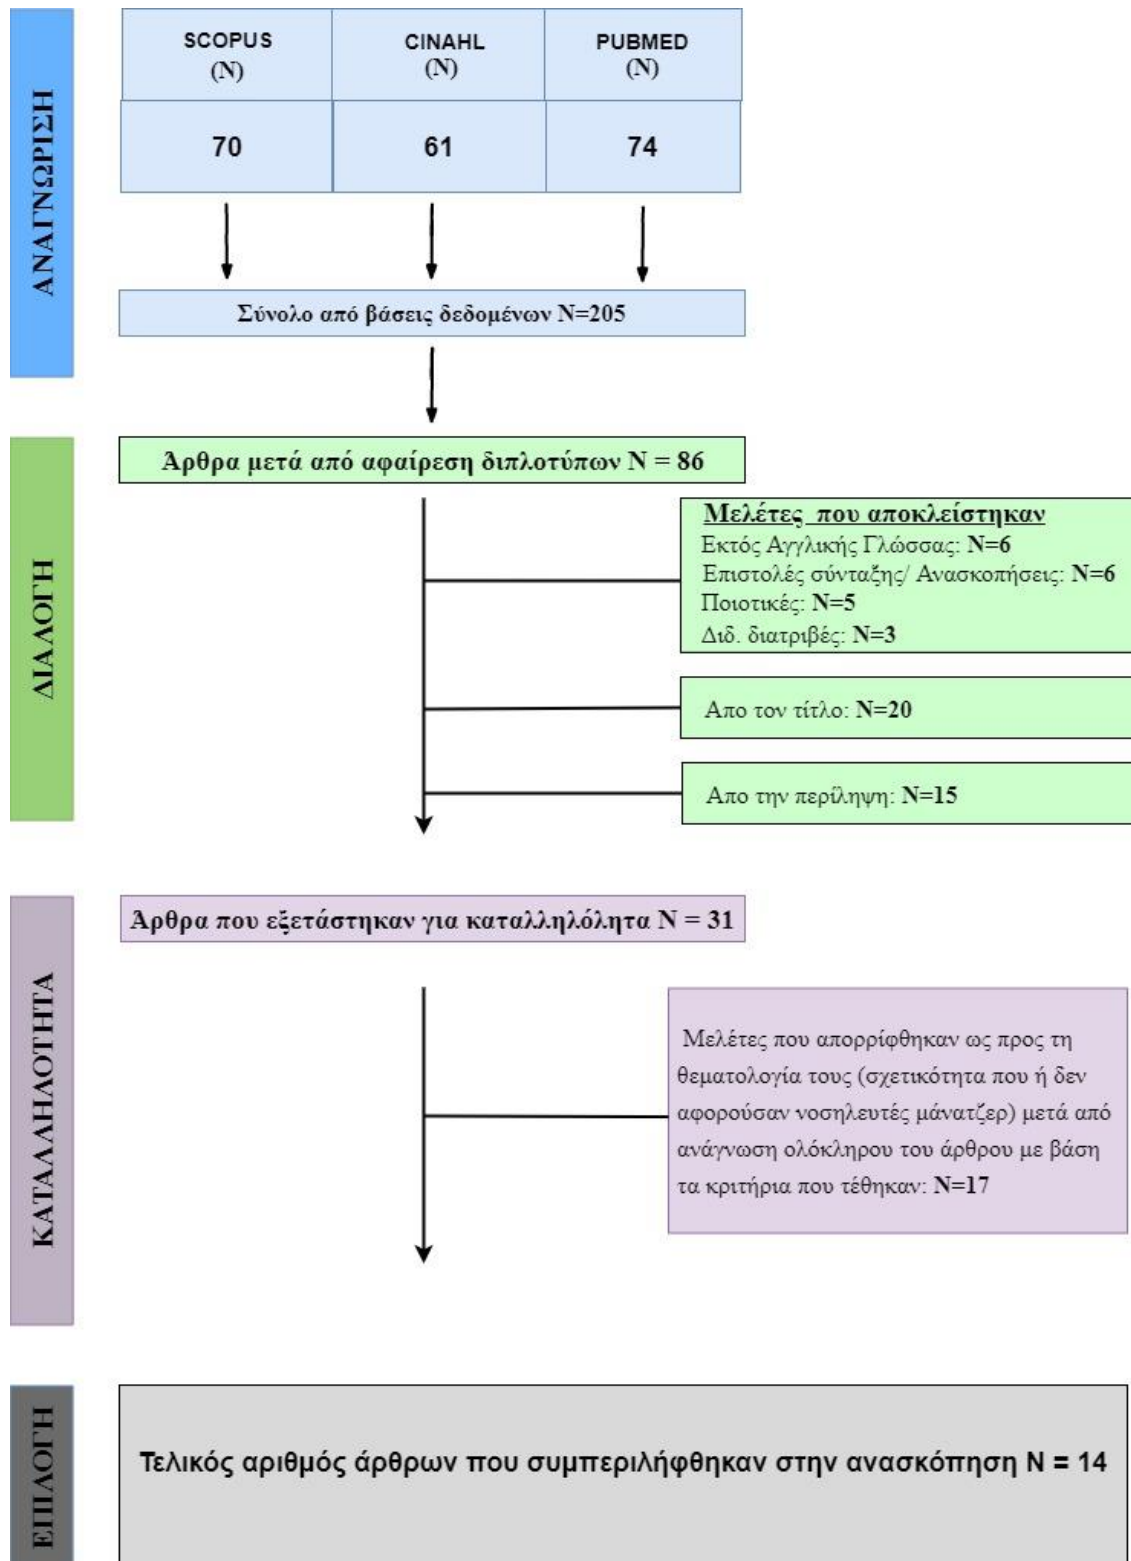 ΑΝΑΓΝΩΡΙΣΗ
SCOPUS
(N)
CINAHL
(N)
PUBMED
(N)
70
61
74
Σύνολο από βάσεις δεδομένων N=205
ΔΙΑΛΟΓΗ
Άρθρα μετά από αφαίρεση διπλοτύπων N = 86
Μελέτες που αποκλείστηκαν
Εκτός Αγγλικής Γλώσσας: N=6
Επιστολές σύνταξης/ Ανασκοπήσεις: N=6
Ποιοτικές: N=5
Διδ. διατριβές: N=3
Απο τον τίτλο: N=20
Απο την περίληψη: N=15
ΚΑΤΑΛΛΗΛΟΤΗΤΑ
Άρθρα που εξετάστηκαν για καταλληλόλητα N = 31
Μελέτες που απορρίφθηκαν ως προς τη
θεματολογία τους (σχετικότητα που ή δεν
αφορούσαν νοσηλευτές μάνατζερ) μετά από
ανάγνωση ολόκληρου του άρθρου με βάση
τα κριτήρια που τέθηκαν: N=17
ΕΠΙΛΟΓΗ
Τελικός αριθμός άρθρων που συμπεριλήφθηκαν στην ανασκόπηση N = 14